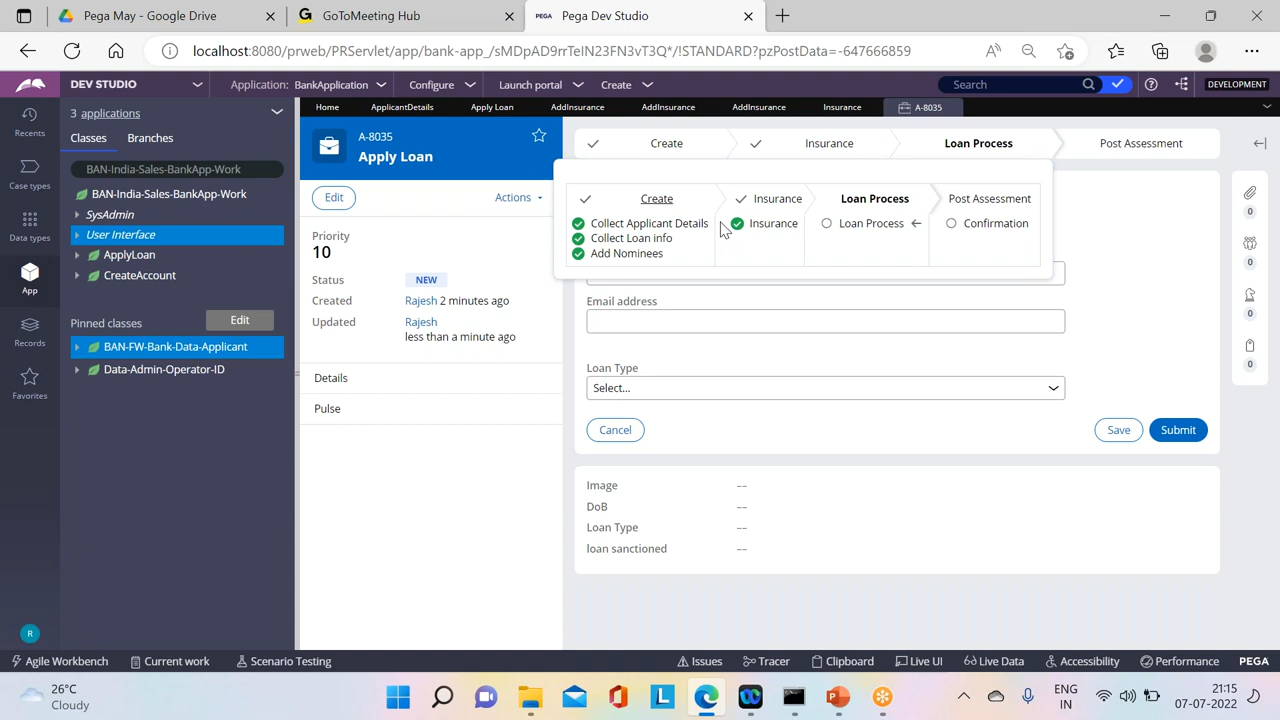 Pega May - Google Drive
GoToMeeting Hub
PEGA Pega Dev Studio
localhost:8080/prweb/PRServlet/app/bank-app_/sMDpAD9rrTeIN23FN3vT3Q*/!STANDARD?pzPostData=-647666859
DEV STUDIO
Application: BankApplication
Configure
Launch portal
Create
Search
DEVELOPMENT
Recents
Case types
Data types
App
Records
Favorites
R
3 applications
Classes
Branches
BAN-India-Sales-BankApp-Work
BAN-India-Sales-BankApp-Work
SysAdmin
User Interface
ApplyLoan
CreateAccount
Pinned classes
Edit
BAN-FW-Bank-Data-Applicant
Data-Admin-Operator-ID
Home
ApplicantDetails
Apply Loan
AddInsurance
AddInsurance
AddInsurance
Insurance
A-8035
A-8035
Apply Loan
Edit
Actions
Priority
10
Status NEW
Created Rajesh 2 minutes ago
Updated Rajesh
less than a minute ago
Details
Pulse
Create
Insurance
Loan Process
Post Assessment
Create
Insurance
Loan Process
Post Assessment
Collect Applicant Details
Collect Loan info
Add Nominees
Insurance
Loan Process
Confirmation
Email address
Loan Type
Select...
Cancel
Save
Submit
Image --
DoB --
Loan Type --
loan sanctioned --
0
0
0
0
Agile Workbench
Current work
Scenario Testing
Issues
Tracer
Clipboard
Live UI
Live Data
Accessibility
Performance
PEGA
26°C
Cloudy
L
ENG
IN
21:15
07-07-2022